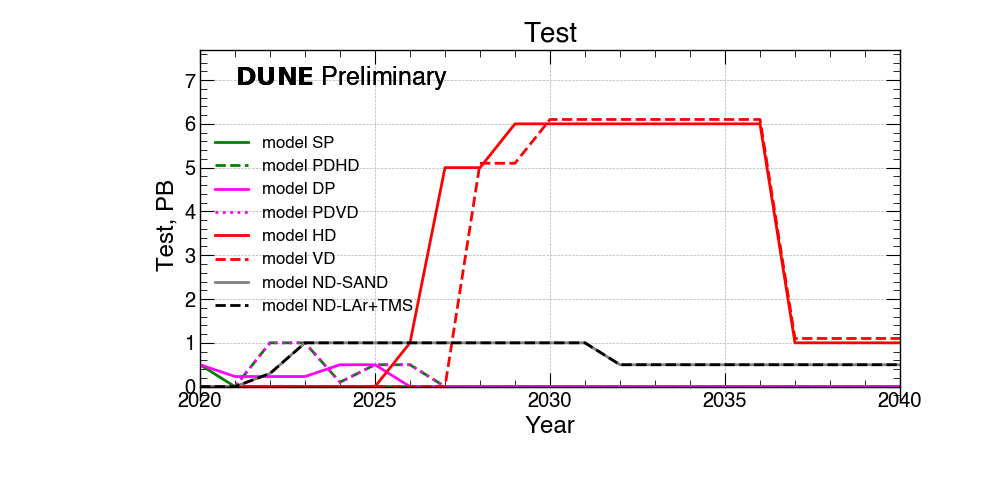 Test
DUNE Preliminary
Test, PB
7
6
5
4
3
2
1
0
model SP
model PDHD
model DP
model PDVD
model HD
model VD
model ND-SAND
model ND-LAr+TMS
2020 2025 2030 2035 2040
Year